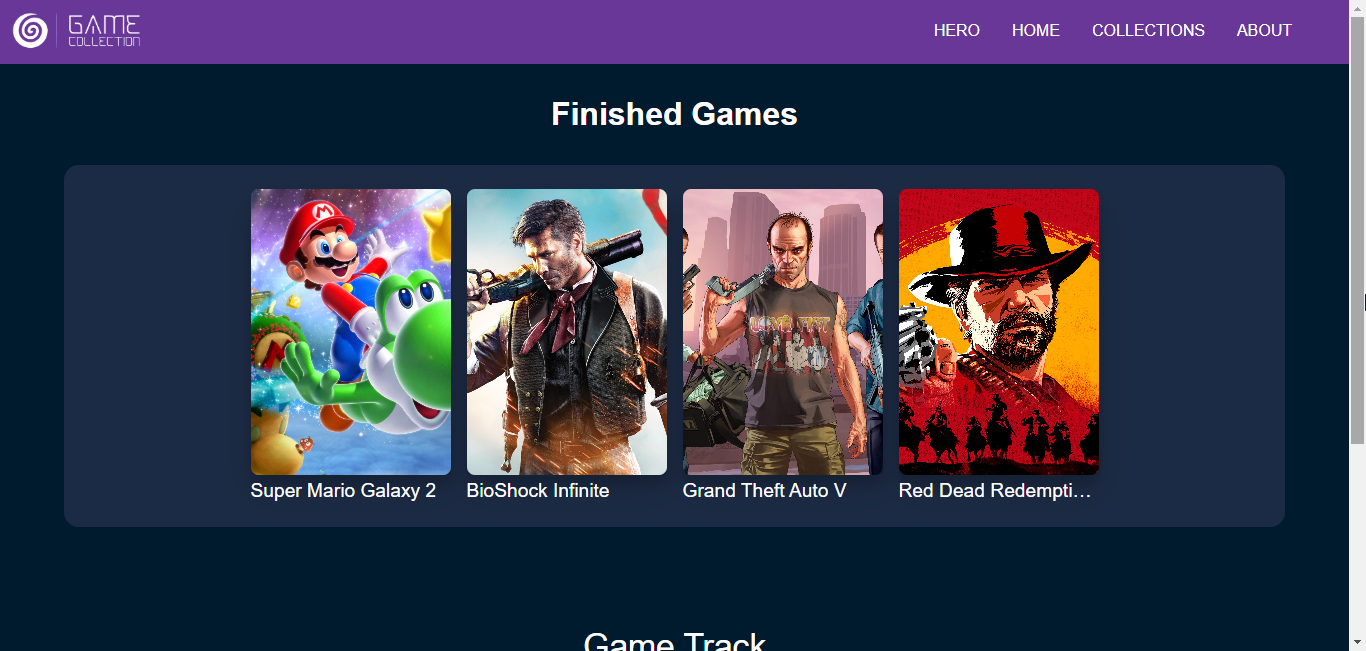 GAME
COLLECTION
HERO
HOME
COLLECTIONS
ABOUT
Finished Games
M
Super Mario Galaxy 2
BioShock Infinite
Grand Theft Auto V
Red Dead Redempti…
Game Track